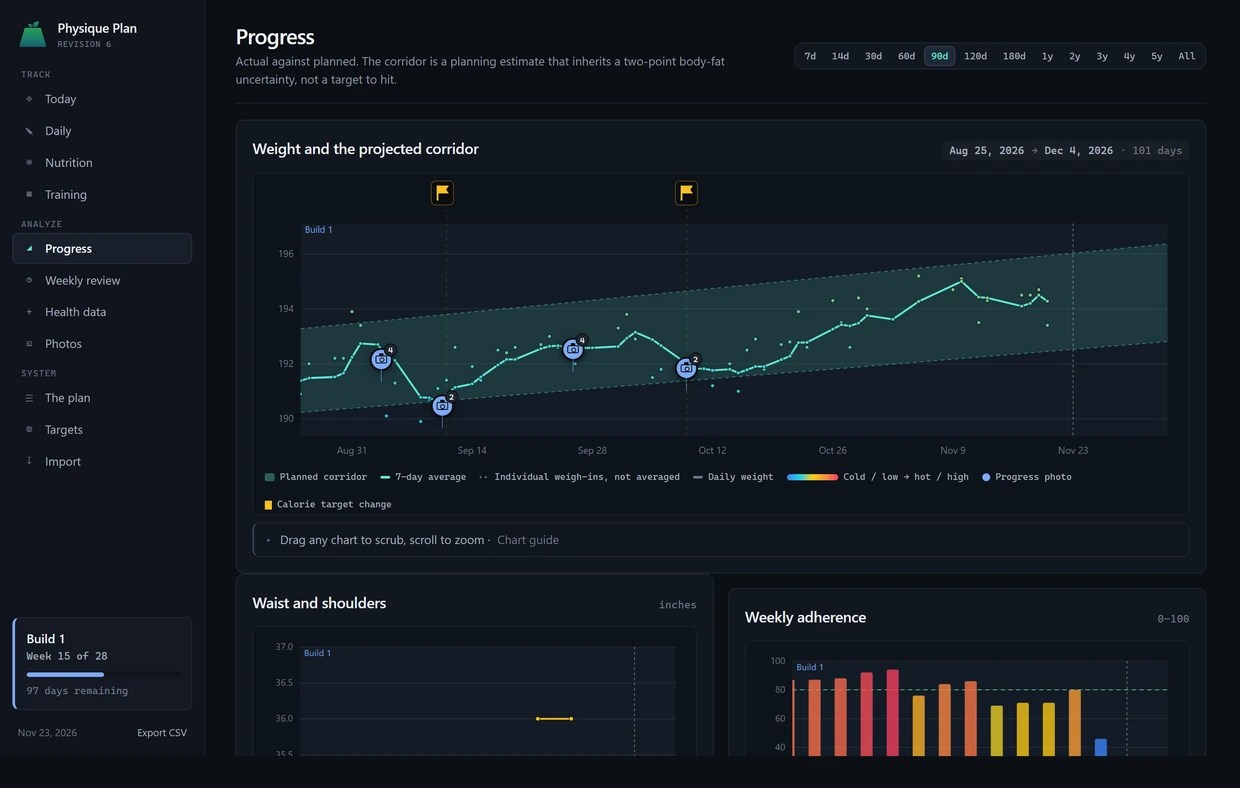 Physique Plan
REVISION 6
TRACK
Today
Daily
Nutrition
Training
ANALYZE
Progress
Weekly review
Health data
Photos
SYSTEM
The plan
Targets
Import
Build 1
Week 15 of 28
97 days remaining
Nov 23, 2026 Export CSV
Progress
Actual against planned. The corridor is a planning estimate that inherits a two-point body-fat
uncertainty, not a target to hit.
7d 14d 30d 60d 90d 120d 180d 1y 2y 3y 4y 5y All
Weight and the projected corridor
Aug 25, 2026 → Dec 4, 2026 · 101 days
Build 1
196
194
192
190
4
2
4
2
Aug 31 Sep 14 Sep 28 Oct 12 Oct 26 Nov 9 Nov 23
Planned corridor 7-day average Individual weigh-ins, not averaged Daily weight Cold / low → hot / high Progress photo
Calorie target change
Drag any chart to scrub, scroll to zoom · Chart guide
Waist and shoulders
inches
37.0
Build 1
36.5
36.0
35.5
Weekly adherence
0–100
100
Build 1
80
60
40